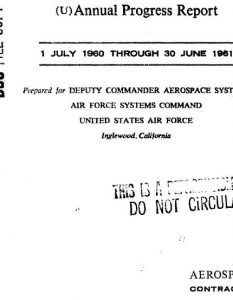 (U) Annual Progress Report
1 JULY 1960 THROUGH 30 JUNE 1961
Prepared for DEPUTY COMMANDER AEROSPACE SYST
AIR FORCE SYSTEMS COMMAND
UNITED STATES AIR FORCE
Inglewood, California
THIS IS A
DO NOT CIRCULA
AEROSP
CONTRAC